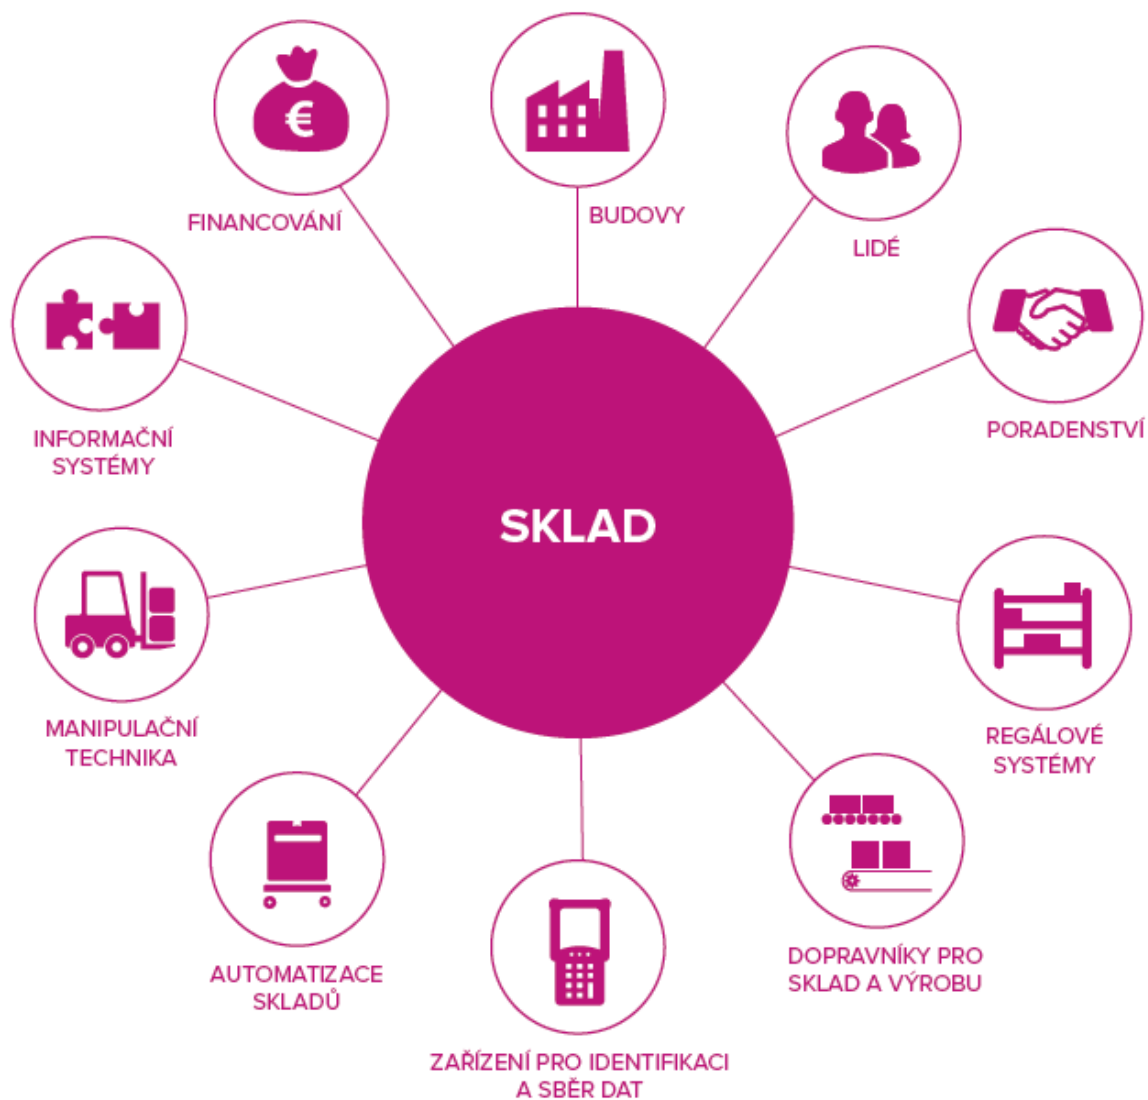 €
FINANCOVÁNÍ
BUDOVY
LIDÉ
INFORMAČNÍ
SYSTÉMY
PORADENSTVÍ
SKLAD
MANIPULAČNÍ
TECHNIKA
REGÁLOVÉ
SYSTÉMY
AUTOMATIZACE
SKLADŮ
DOPRAVNÍKY PRO
SKLAD A VÝROBU
ZAŘÍZENÍ PRO IDENTIFIKACI
A SBĚR DAT